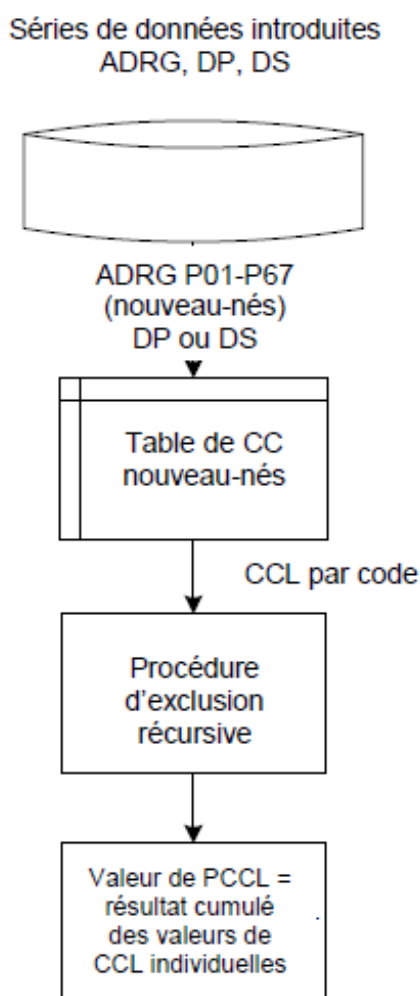 Séries de données introduites
ADRG, DP, DS
ADRG P01-P67
(nouveau-nés)
DP ou DS
Table de CC
nouveau-nés
CCL par code
Procédure
d'exclusion
récursive
Valeur de PCCL =
résultat cumulé
des valeurs de
CCL individuelles